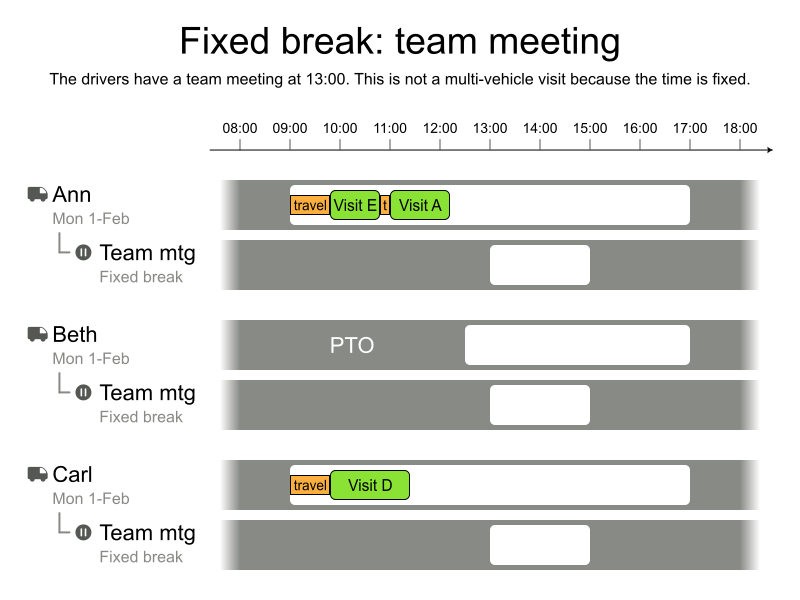 Fixed break: team meeting
The drivers have a team meeting at 13:00. This is not a multi-vehicle visit because the time is fixed.
08:00 09:00 10:00 11:00 12:00 13:00 14:00 15:00 16:00 17:00 18:00
Ann
Mon 1-Feb
travel Visit E t Visit A
Team mtg
Fixed break
Beth
Mon 1-Feb
PTO
Team mtg
Fixed break
Carl
Mon 1-Feb
travel Visit D
Team mtg
Fixed break